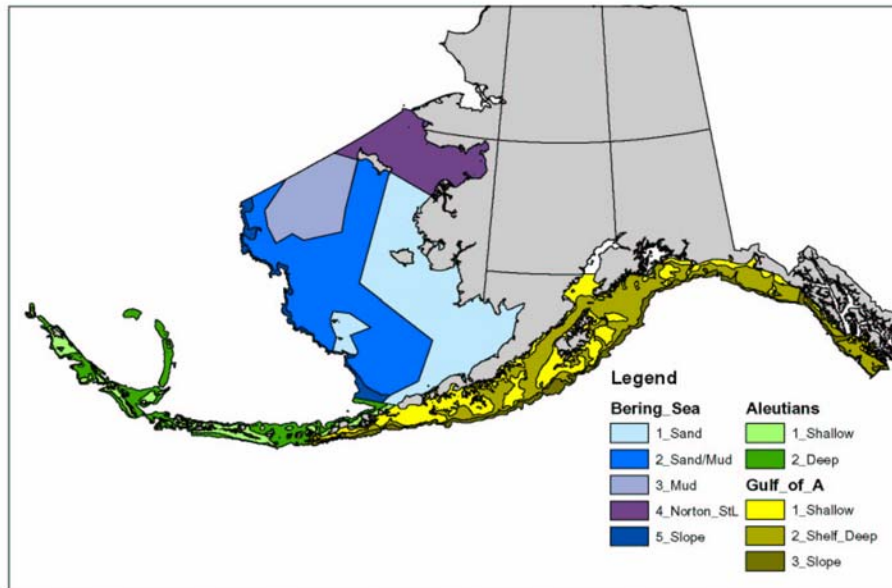 Legend
Bering_Sea
1_Sand
2_Sand/Mud
3_Mud
4_Norton_StL
5_Slope
Aleutians
1_Shallow
2_Deep
Gulf_of_A
1_Shallow
2_Shelf_Deep
3_Slope